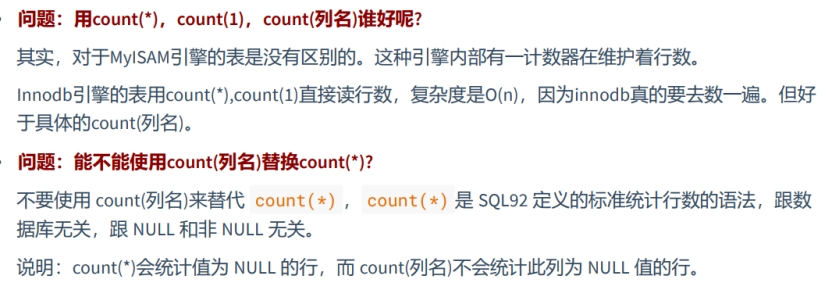 • 问题：用count(*)，count(1)，count(列名)谁好呢?
其实，对于MyISAM引擎的表是没有区别的。这种引擎内部有一计数器在维护着行数。
Innodb引擎的表用count(*),count(1)直接读行数，复杂度是O(n)，因为innodb真的要去数一遍。但好
于具体的count(列名)。
• 问题：能不能使用count(列名)替换count(*)?
不要使用 count(列名)来替代 count(*) ， count(*) 是 SQL92 定义的标准统计行数的语法，跟数
据库无关，跟 NULL 和非 NULL 无关。
说明：count(*)会统计值为 NULL 的行，而 count(列名)不会统计此列为 NULL 值的行。